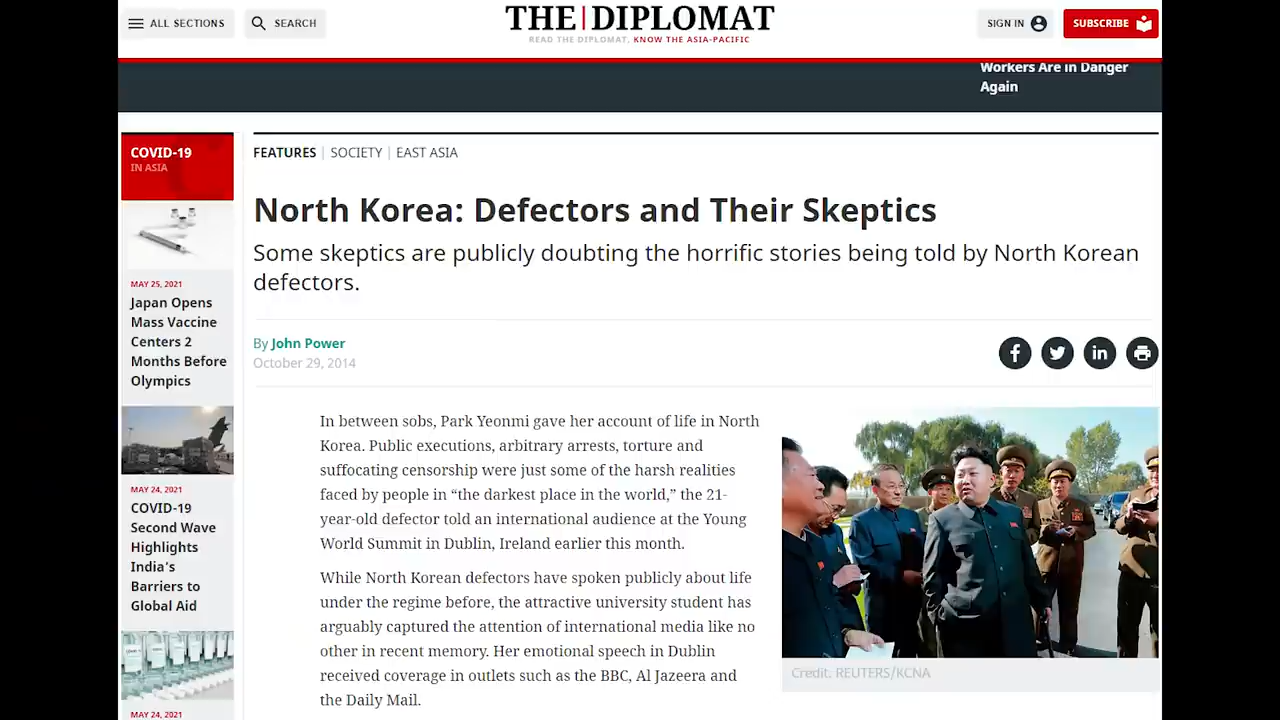 ALL SECTIONS
SEARCH
THE|DIPLOMAT
READ THE DIPLOMAT, KNOW THE ASIA-PACIFIC
SIGN IN
SUBSCRIBE
Workers Are in Danger
Again
COVID-19
IN ASIA
MAY 25, 2021
Japan Opens
Mass Vaccine
Centers 2
Months Before
Olympics
MAY 24, 2021
COVID-19
Second Wave
Highlights
India's
Barriers to
Global Aid
MAY 24, 2021
FEATURES | SOCIETY | EAST ASIA
North Korea: Defectors and Their Skeptics
Some skeptics are publicly doubting the horrific stories being told by North Korean
defectors.
By John Power
October 29, 2014
In between sobs, Park Yeonmi gave her account of life in North
Korea. Public executions, arbitrary arrests, torture and
suffocating censorship were just some of the harsh realities
faced by people in “the darkest place in the world,” the 21-
year-old defector told an international audience at the Young
World Summit in Dublin, Ireland earlier this month.
While North Korean defectors have spoken publicly about life
under the regime before, the attractive university student has
arguably captured the attention of international media like no
other in recent memory. Her emotional speech in Dublin
received coverage in outlets such as the BBC, Al Jazeera and
the Daily Mail.
Credit: REUTERS/KCNA